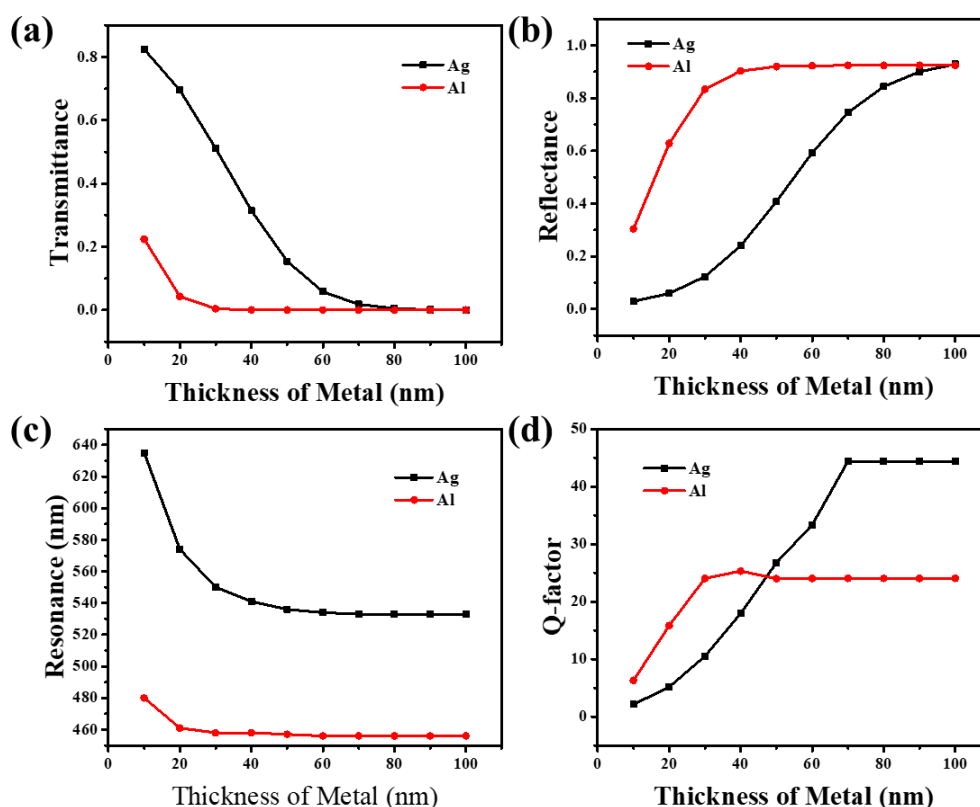 (a)
Transmittance
0.8
0.6
0.4
0.2
0.0
Ag
Al
0 20 40 60 80 100
Thickness of Metal (nm)
(b)
Reflectance
1.0
0.8
0.6
0.4
0.2
0.0
Ag
Al
0 20 40 60 80 100
Thickness of Metal (nm)
(c)
Resonance (nm)
640
620
600
580
560
540
520
500
480
460
Ag
Al
0 20 40 60 80 100
Thickness of Metal (nm)
(d)
Q-factor
50
40
30
20
10
0
Ag
Al
0 20 40 60 80 100
Thickness of Metal (nm)